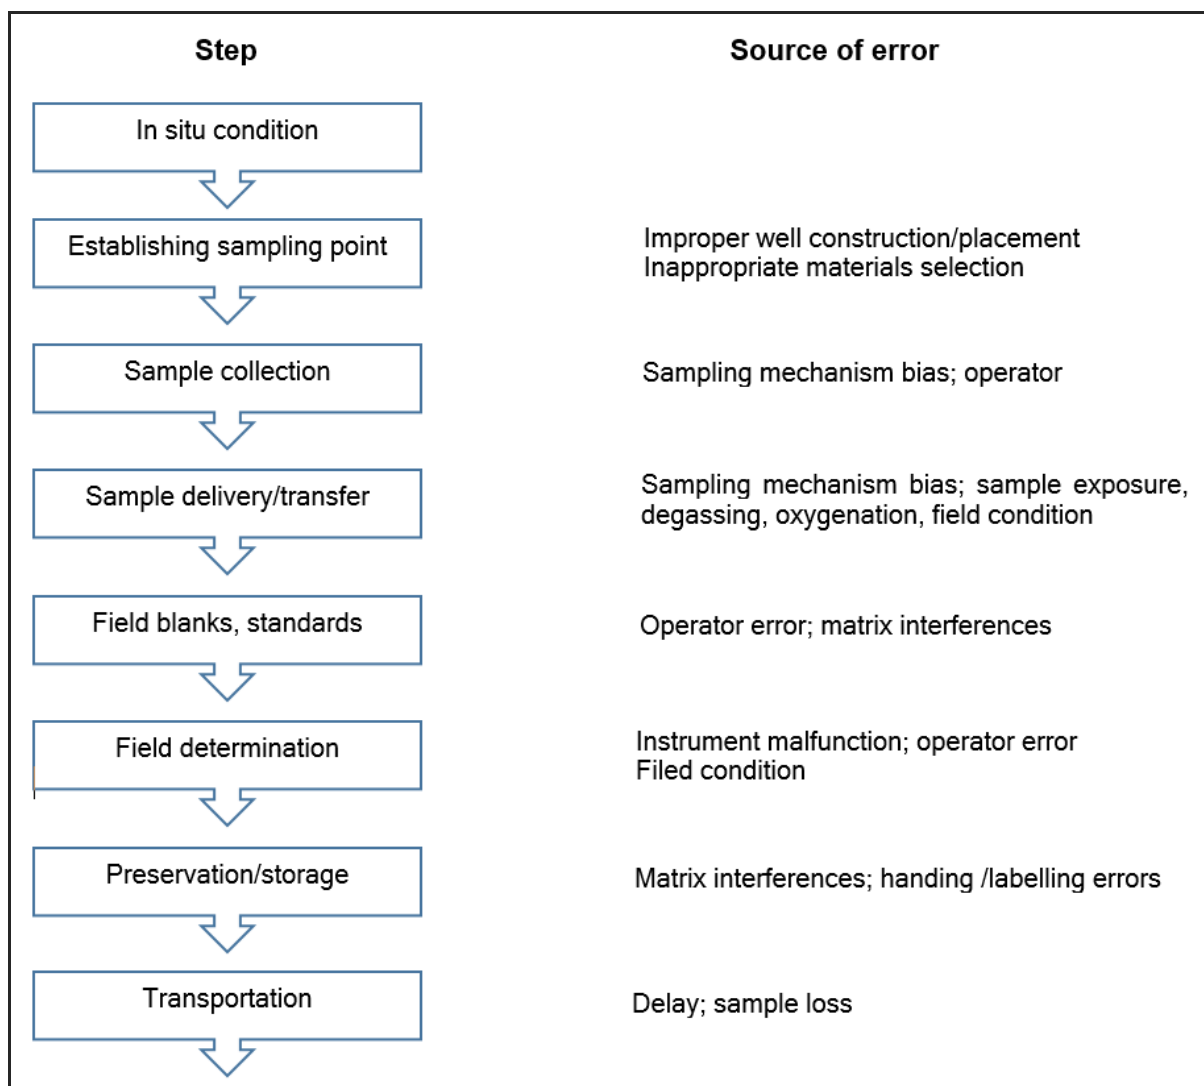 Step
Source of error
In situ condition
Establishing sampling point
Improper well construction/placement
Inappropriate materials selection
Sample collection
Sampling mechanism bias; operator
Sample delivery/transfer
Sampling mechanism bias; sample exposure,
degassing, oxygenation, field condition
Field blanks, standards
Operator error; matrix interferences
Field determination
Instrument malfunction; operator error
Filed condition
Preservation/storage
Matrix interferences; handing /labelling errors
Transportation
Delay; sample loss